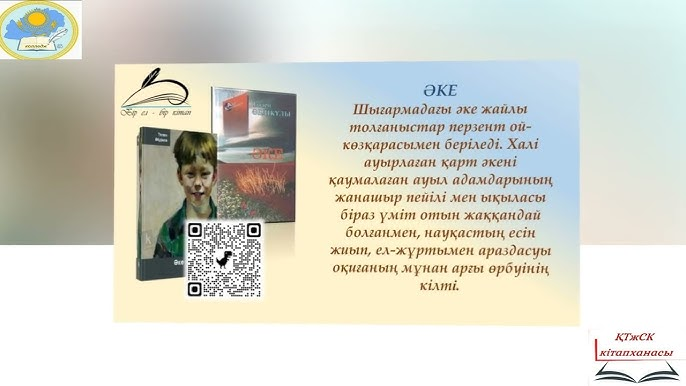 колледж
Бір ел - бір кітап
ӘКЕ
Шығармадағы әке жайлы
толғаныстар перзент ой-
көзқарасымен беріледі. Халі
ауырлаған қарт әкені
қаумалаған ауыл адамдарының
жанашыр пейілі мен ықыласы
біраз үміт отын жаққандай
болғанмен, науқастың есін
жиып, ел-жұртымен араздасуы
оқиғаның мұнан арғы өрбуінің
кілті.
Әке
ҚТжСК
кітапханасы